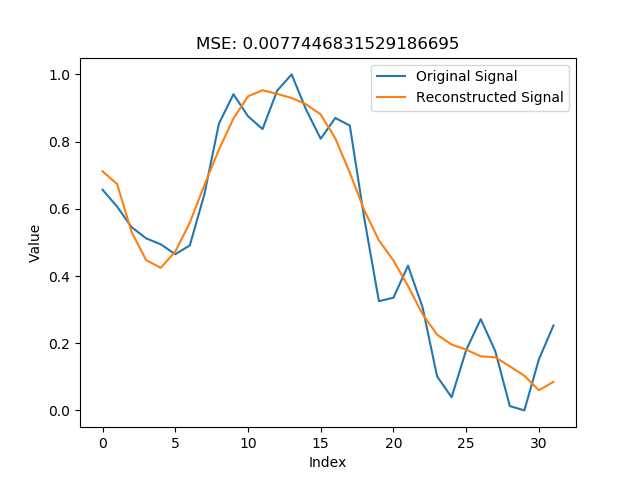 MSE: 0.0077446831529186695
Original Signal
Reconstructed Signal
1.0
0.8
0.6
0.4
0.2
0.0
Value
0 5 10 15 20 25 30
Index